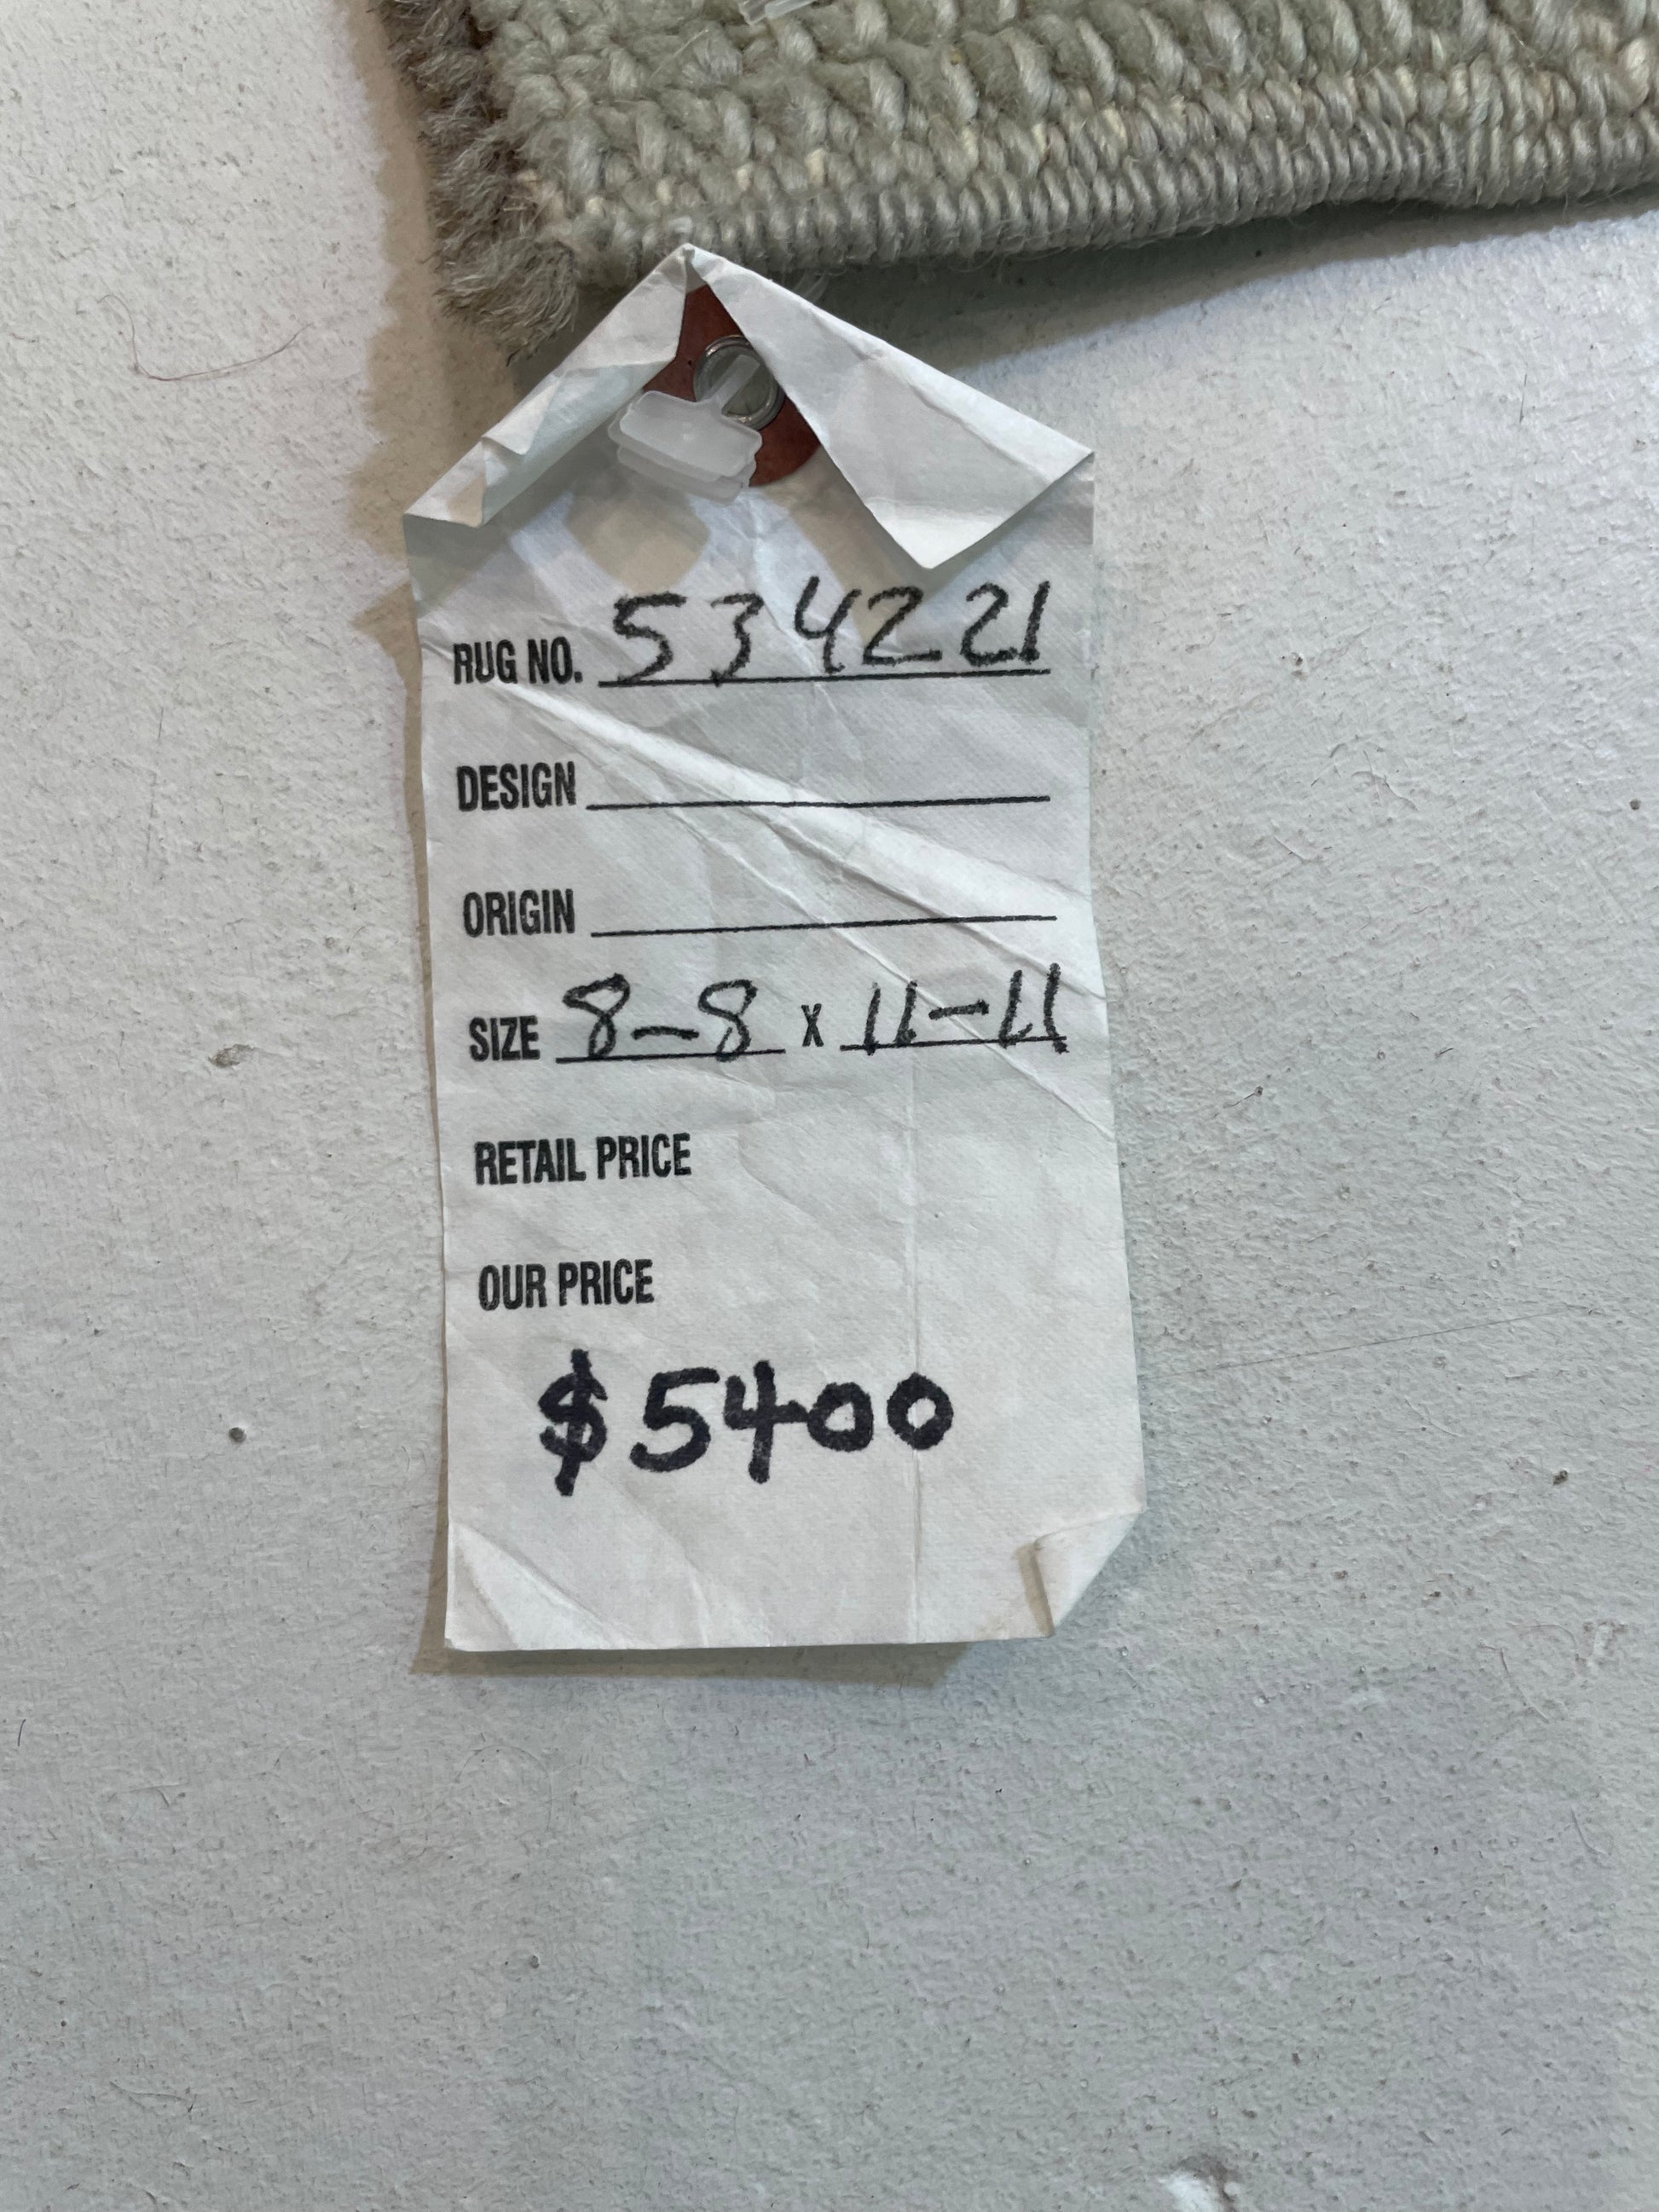 RUG NO. 534221
DESIGN
ORIGIN
SIZE 8-8 X 11-11
RETAIL PRICE
OUR PRICE
$5400